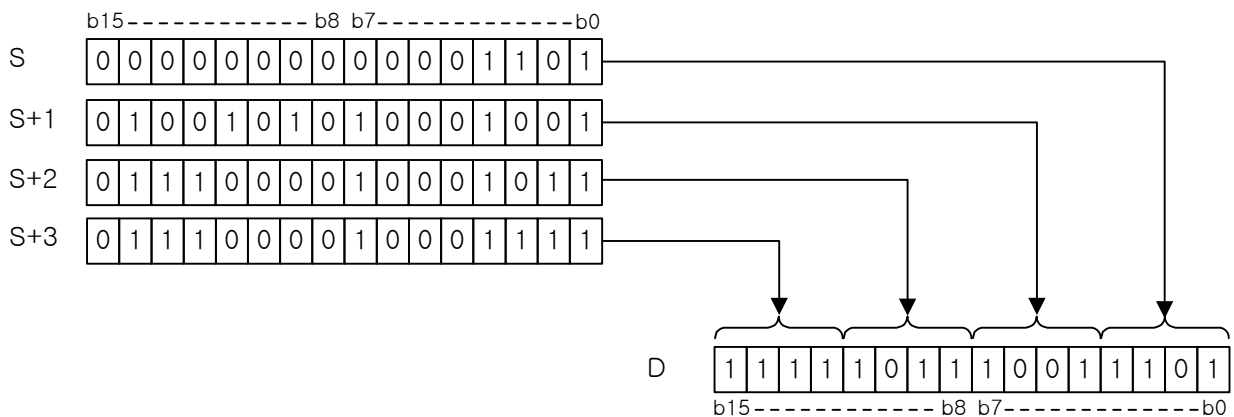 b15------------ b8 b7-------------b0
S 0 0 0 0 0 0 0 0 0 0 0 0 1 1 0 1
S+1 0 1 0 0 1 0 1 0 1 0 0 0 1 0 0 1
S+2 0 1 1 1 0 0 0 0 1 0 0 0 1 0 1 1
S+3 0 1 1 1 0 0 0 0 1 0 0 0 1 1 1 1
D 1 1 1 1 1 0 1 1 1 0 0 1 1 1 0 1
b15------------ b8 b7-------------b0